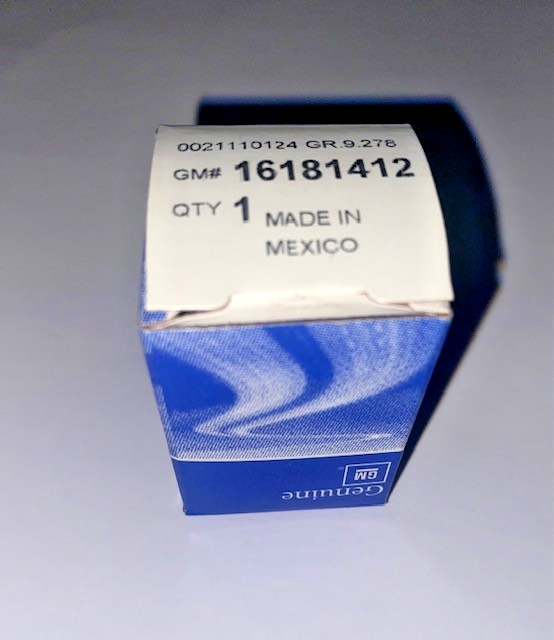 0021110124 GR.9.278
GM# 16181412
QTY 1 MADE IN
MEXICO
GM
Genuine